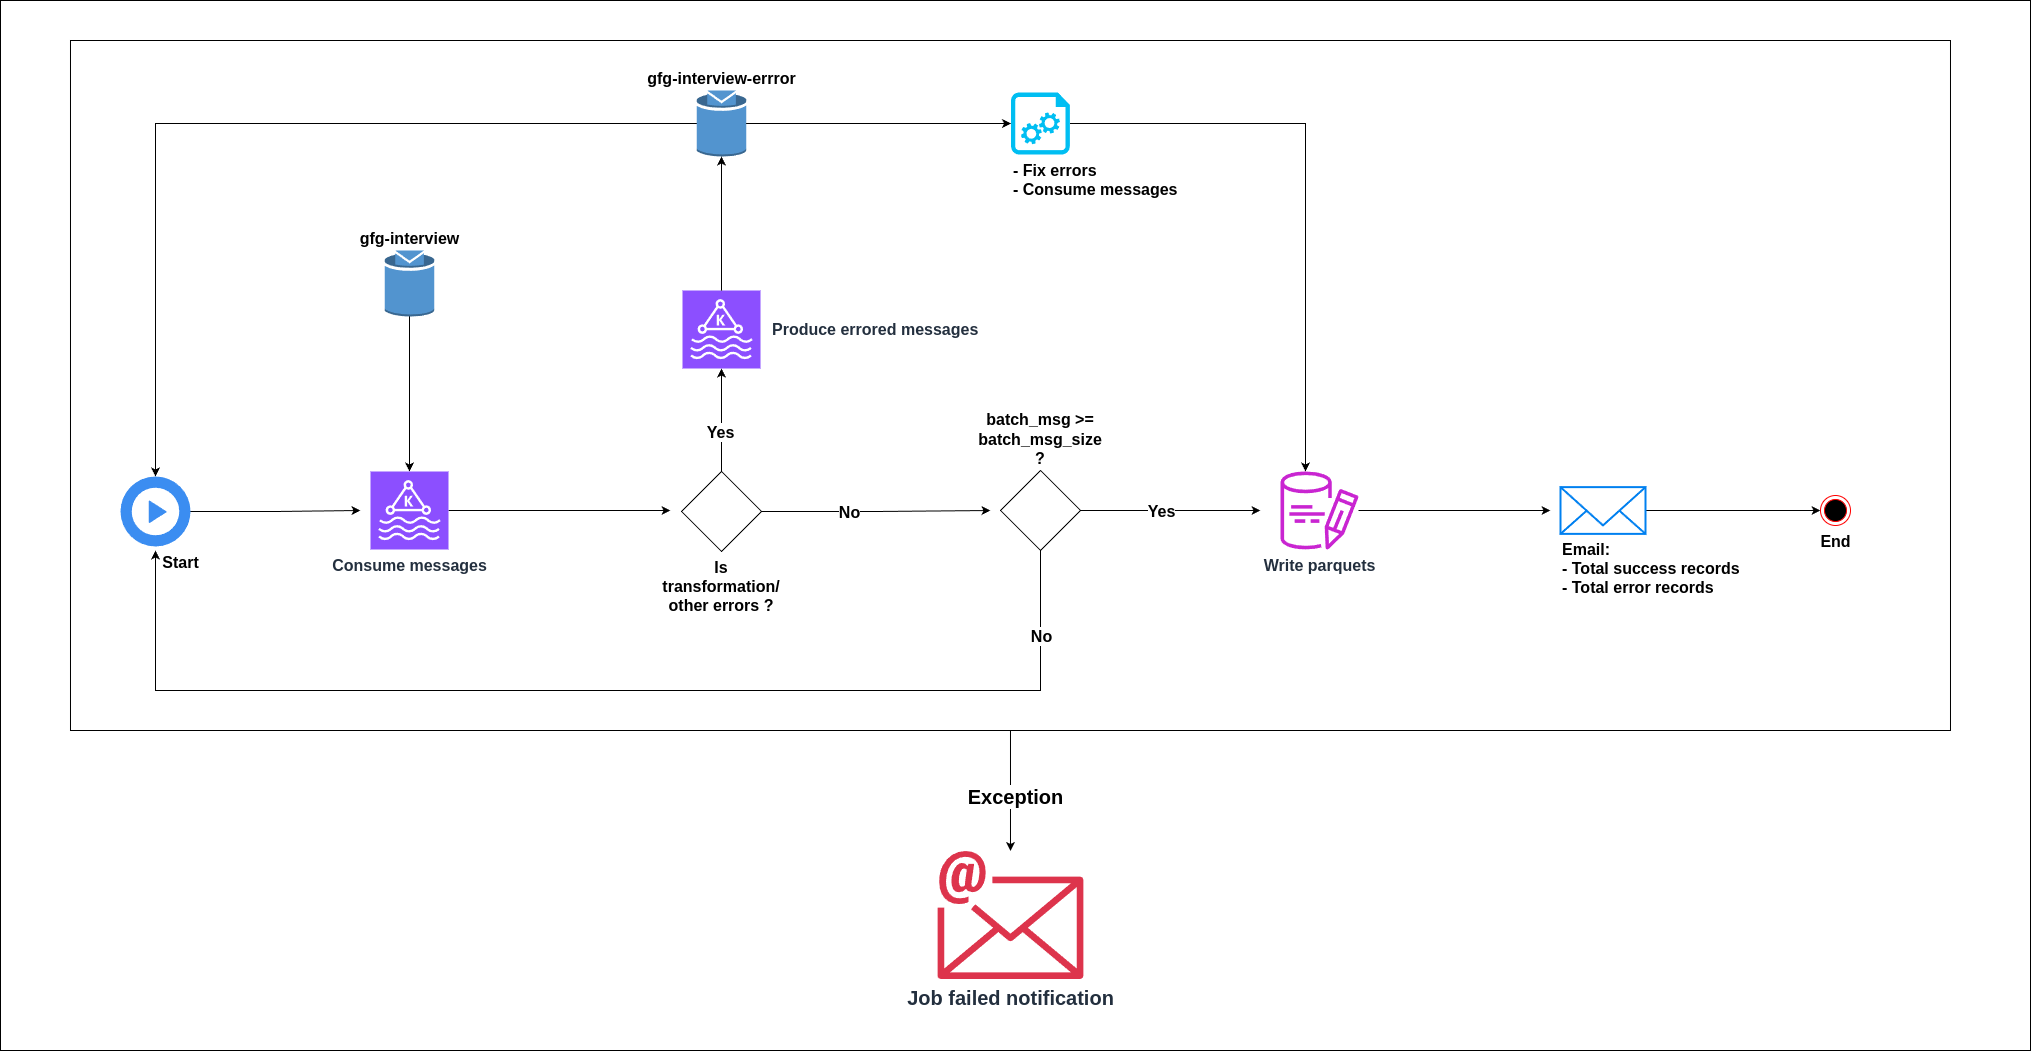 gfg-interview-errror
- Fix errors
- Consume messages
gfg-interview
K
Produce errored messages
Yes
batch_msg >=
batch_msg_size
?
K
No
Yes
Start
Consume messages
Is
transformation/
other errors ?
Write parquets
Email:
- Total success records
- Total error records
End
No
Exception
@
Job failed notification